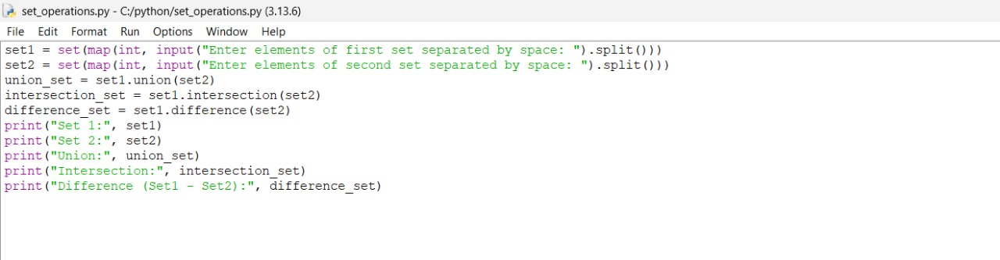 set_operations.py - C:/python/set_operations.py (3.13.6)
File Edit Format Run Options Window Help
set1 = set(map(int, input("Enter elements of first set separated by space: ").split()))
set2 = set(map(int, input("Enter elements of second set separated by space: ").split()))
union_set = set1.union(set2)
intersection_set = set1.intersection(set2)
difference_set = set1.difference(set2)
print("Set 1:", set1)
print("Set 2:", set2)
print("Union:", union_set)
print("Intersection:", intersection_set)
print("Difference (Set1 - Set2):", difference_set)